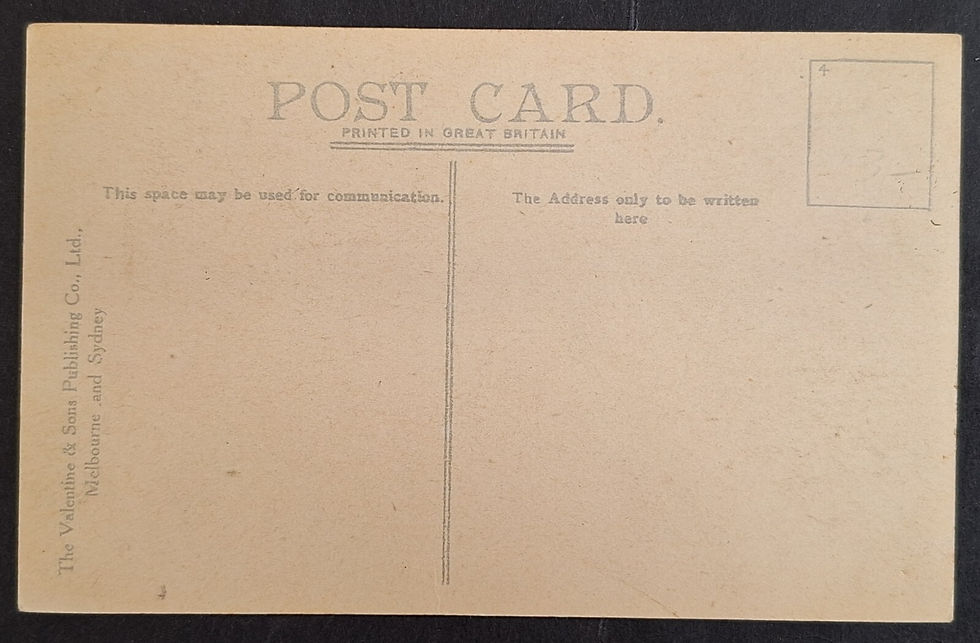 POST CARD.
PRINTED IN GREAT BRITAIN
4
This space may be used for communication.
The Address only to be written
here
The Valentine & Sons Publishing Co., Ltd.,
Melbourne and Sydney